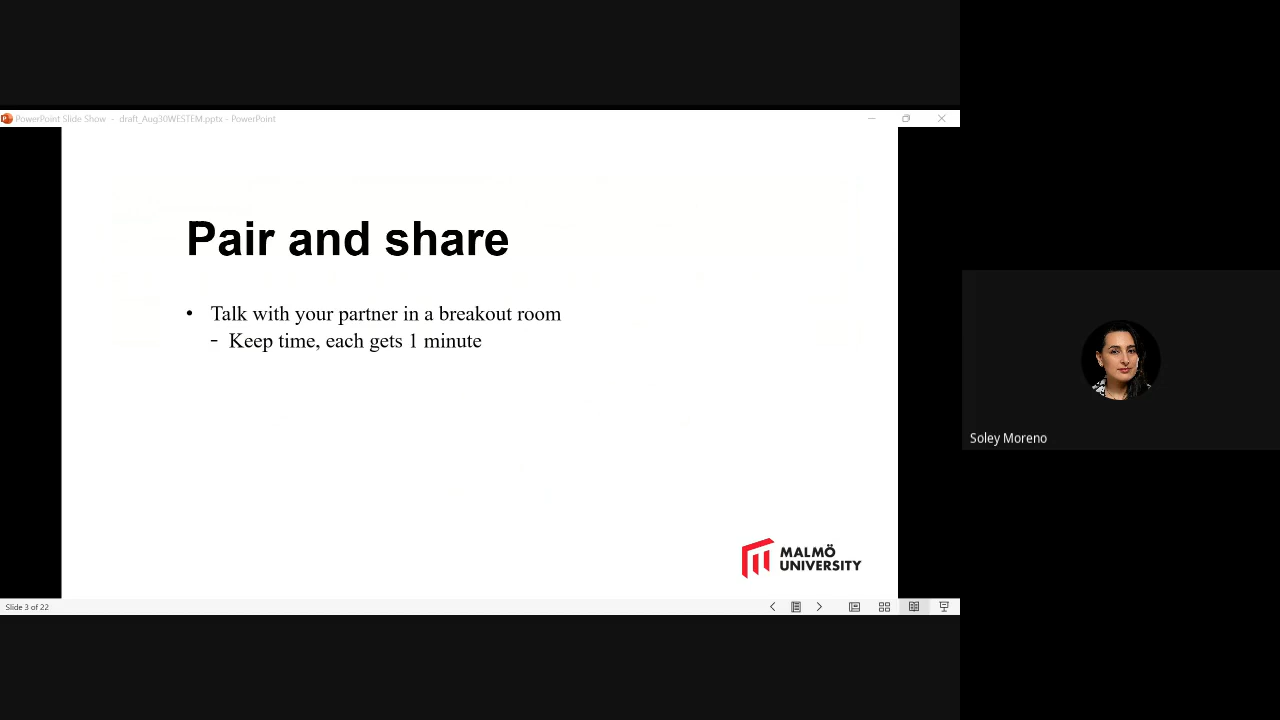 PowerPoint Slide Show - draft_Aug30WESTEM.pptx - PowerPoint
Pair and share
• Talk with your partner in a breakout room
- Keep time, each gets 1 minute
MALMÖ
UNIVERSITY
Slide 3 of 22
Soley Moreno